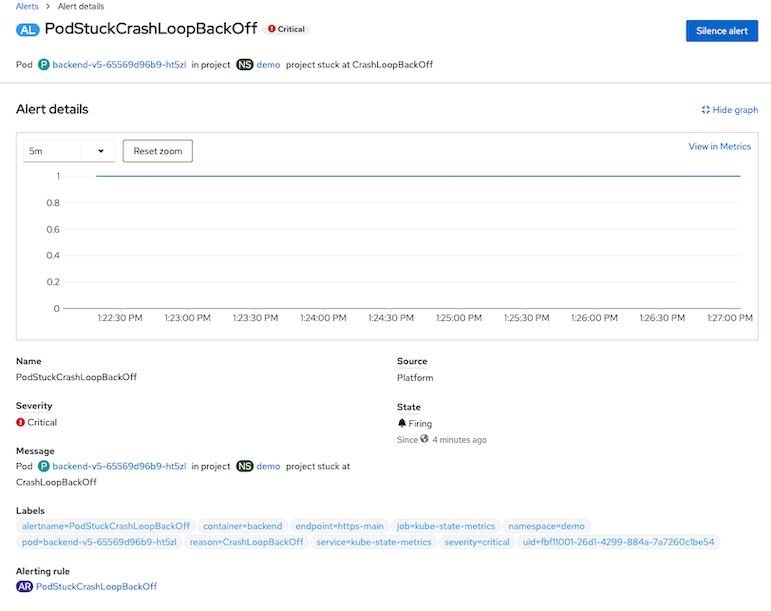 Alerts > Alert details
AL PodStuckCrashLoopBackOff Critical
Silence alert
Pod P backend-v5-65569d96b9-ht5zl in project NS demo project stuck at CrashLoopBackOff
Alert details
Hide graph
5m Reset zoom
View in Metrics
1
0.8
0.6
0.4
0.2
0
1:22:30 PM 1:23:00 PM 1:23:30 PM 1:24:00 PM 1:24:30 PM 1:25:00 PM 1:25:30 PM 1:26:00 PM 1:26:30 PM 1:27:00 PM
Name
PodStuckCrashLoopBackOff
Severity
Critical
Message
Pod P backend-v5-65569d96b9-ht5zl in project NS demo project stuck at
CrashLoopBackOff
Source
Platform
State
Firing
Since 4 minutes ago
Labels
alertname=PodStuckCrashLoopBackOff container=backend endpoint=https-main job=kube-state-metrics namespace=demo
pod=backend-v5-65569d96b9-ht5zl reason=CrashLoopBackOff service=kube-state-metrics severity=critical uid=fbf11001-26d1-4299-884a-7a7260c1be54
Alerting rule
AR PodStuckCrashLoopBackOff